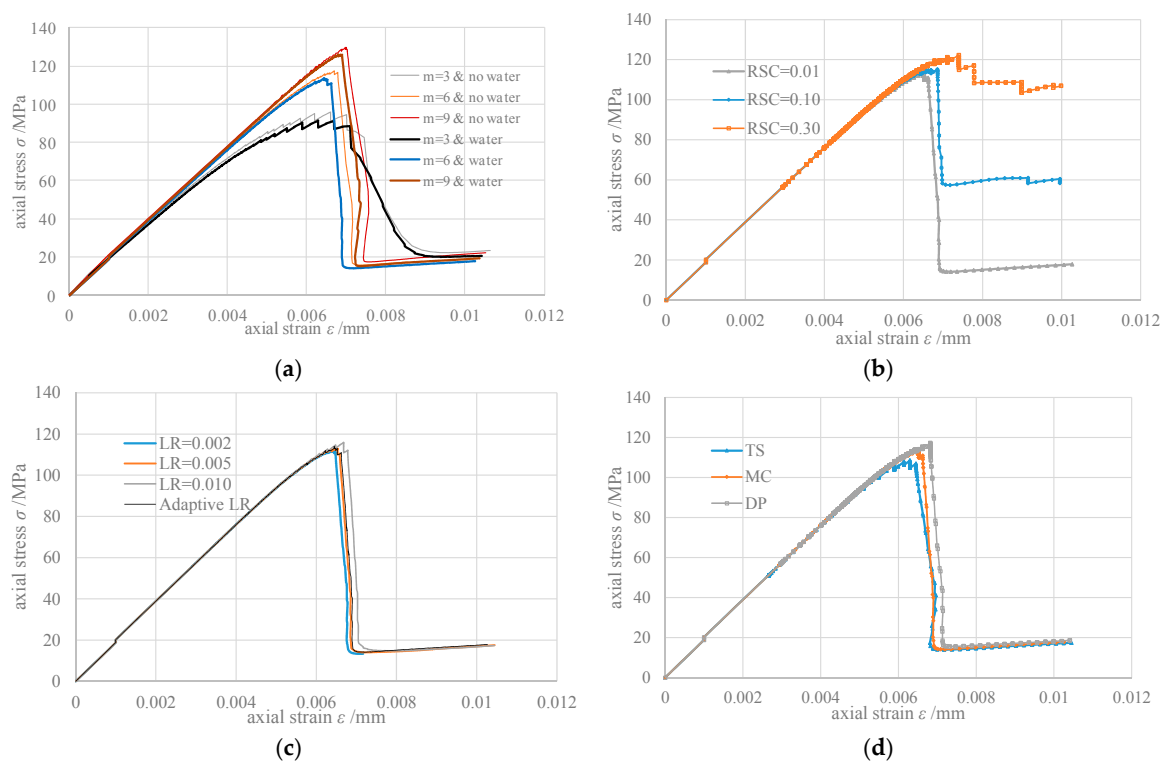 140
120
100
80
60
40
20
0
axial stress σ /MPa
m=3 & no water
m=6 & no water
m=9 & no water
m=3 & water
m=6 & water
m=9 & water
0 0.002 0.004 0.006 0.008 0.01 0.012
axial strain ε /mm
(a)
140
120
100
80
60
40
20
0
axial stress σ /MPa
RSC=0.01
RSC=0.10
RSC=0.30
0 0.002 0.004 0.006 0.008 0.01 0.012
axial strain ε /mm
(b)
140
120
100
80
60
40
20
0
axial stress σ /MPa
LR=0.002
LR=0.005
LR=0.010
Adaptive LR
0 0.002 0.004 0.006 0.008 0.01 0.012
axial strain ε /mm
(c)
140
120
100
80
60
40
20
0
axial stress σ /MPa
TS
MC
DP
0 0.002 0.004 0.006 0.008 0.01 0.012
axial strain ε /mm
(d)